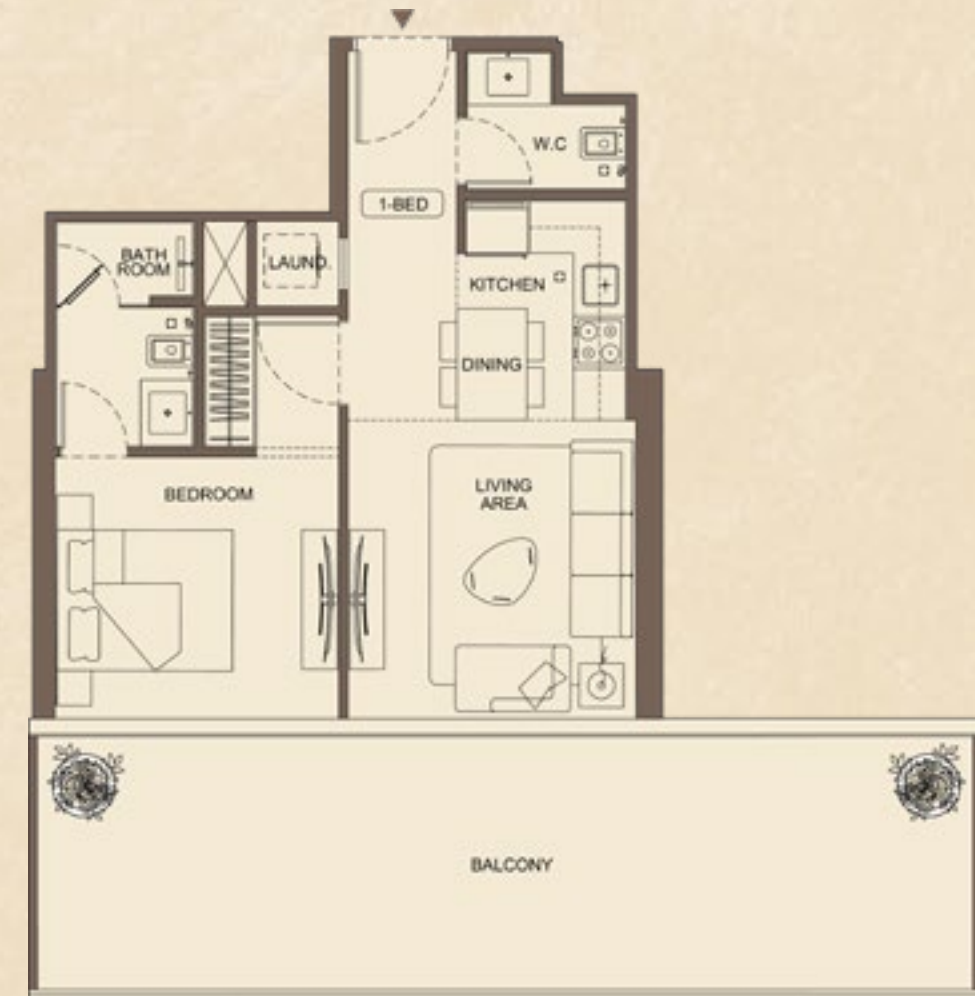 W.C
1-BED
BATH
ROOM
LAUND.
KITCHEN
DINING
LIVING
AREA
BEDROOM
BALCONY